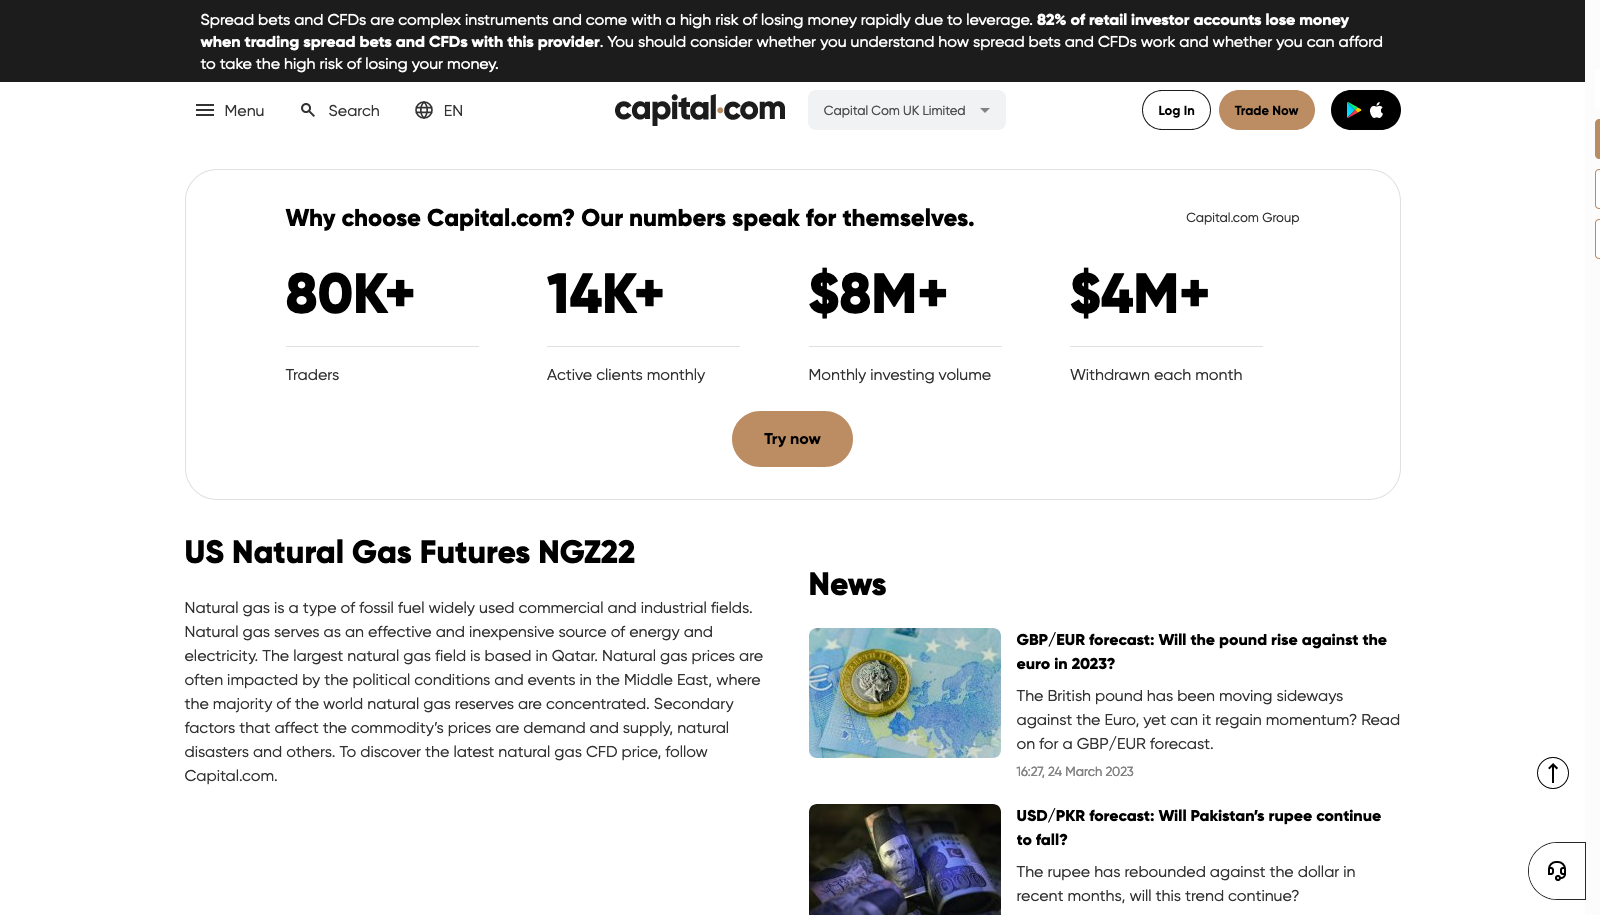 Spread bets and CFDs are complex instruments and come with a high risk of losing money rapidly due to leverage. 82% of retail investor accounts lose money
when trading spread bets and CFDs with this provider. You should consider whether you understand how spread bets and CFDs work and whether you can afford
to take the high risk of losing your money.
Menu
Search
EN
capital.com
Capital Com UK Limited
Log In
Trade Now
Why choose Capital.com? Our numbers speak for themselves.
Capital.com Group
80K+
14K+
$8M+
$4M+
Traders
Active clients monthly
Monthly investing volume
Withdrawn each month
Try now
US Natural Gas Futures NGZ22
Natural gas is a type of fossil fuel widely used commercial and industrial fields.
Natural gas serves as an effective and inexpensive source of energy and
electricity. The largest natural gas field is based in Qatar. Natural gas prices are
often impacted by the political conditions and events in the Middle East, where
the majority of the world natural gas reserves are concentrated. Secondary
factors that affect the commodity’s prices are demand and supply, natural
disasters and others. To discover the latest natural gas CFD price, follow
Capital.com.
News
GBP/EUR forecast: Will the pound rise against the
euro in 2023?
The British pound has been moving sideways
against the Euro, yet can it regain momentum? Read
on for a GBP/EUR forecast.
16:27, 24 March 2023
USD/PKR forecast: Will Pakistan’s rupee continue
to fall?
The rupee has rebounded against the dollar in
recent months, will this trend continue?